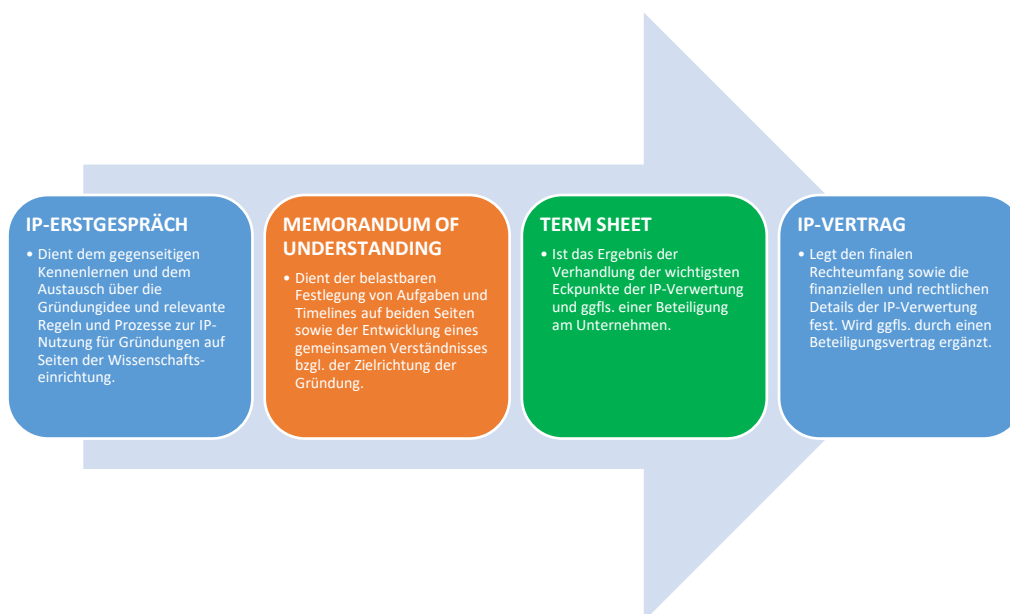 IP-ERSTGESPRÄCH
• Dient dem gegenseitigen
Kennenlernen und dem
Austausch über die
Gründungidee und relevante
Regeln und Prozesse zur IP-
Nutzung für Gründungen auf
Seiten der Wissenschafts-
einrichtung.
MEMORANDUM OF
UNDERSTANDING
• Dient der belastbaren
Festlegung von Aufgaben und
Timelines auf beiden Seiten
sowie der Entwicklung eines
gemeinsamen Verständnisses
bzgl. der Zielrichtung der
Gründung.
TERM SHEET
• Ist das Ergebnis der
Verhandlung der wichtigsten
Eckpunkte der IP-Verwertung
und ggfls. einer Beteiligung
am Unternehmen.
IP-VERTRAG
• Legt den finalen
Rechteumfang sowie die
finanziellen und rechtlichen
Details der IP-Verwertung
fest. Wird ggfls. durch einen
Beteiligungsvertrag ergänzt.